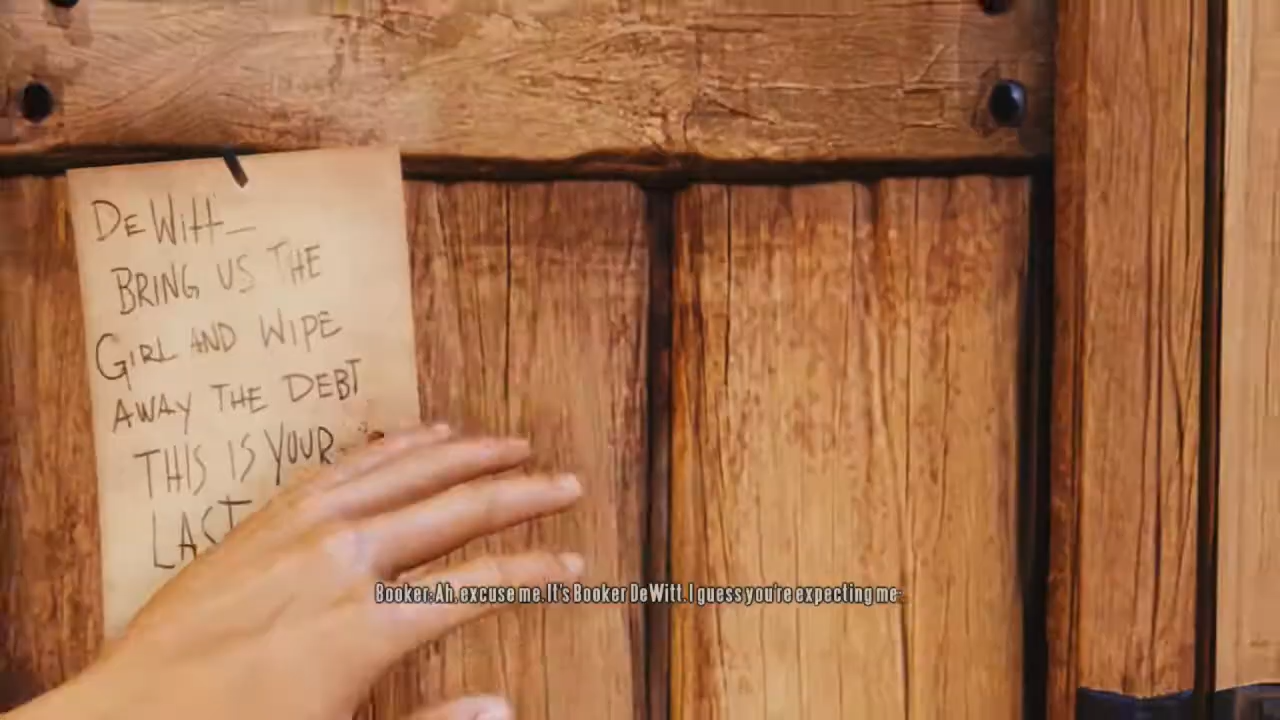 DeWitt—
BRING US THE
GIRL AND WIPE
AWAY THE DEBT
THIS IS YOUR
LAST
Booker: Ah, excuse me. It's Booker DeWitt. I guess you're expecting me.